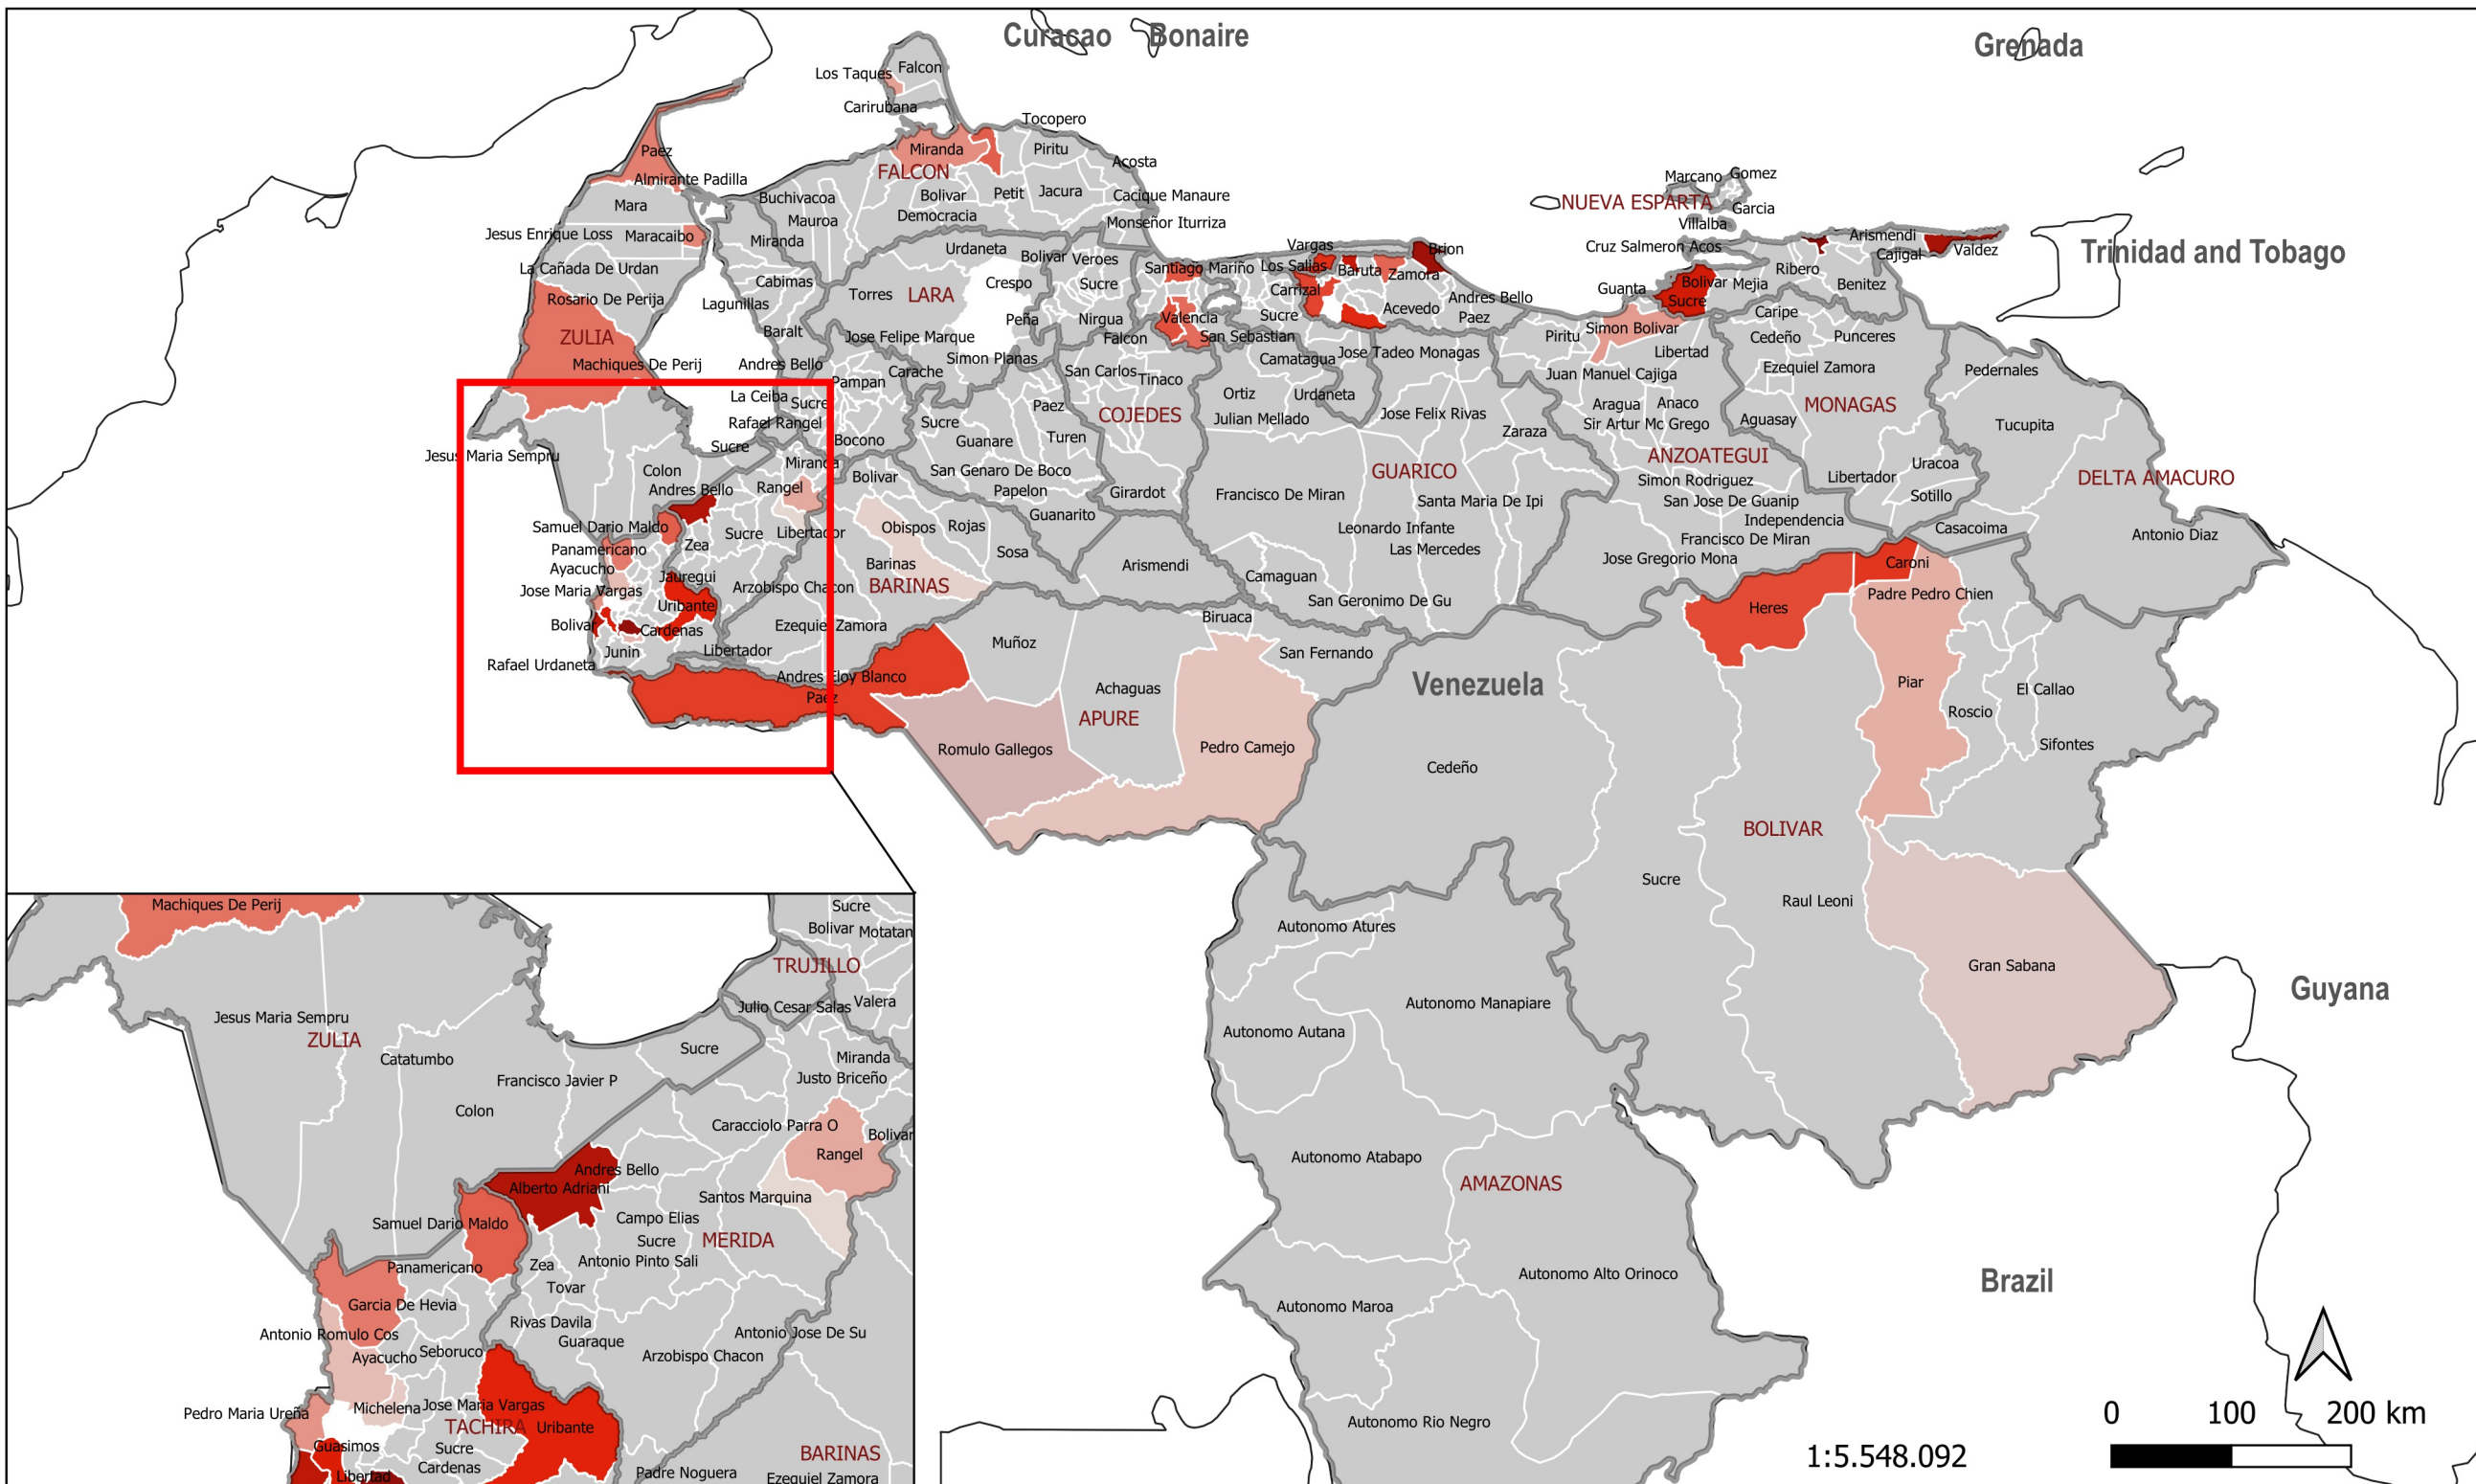 Curacao
Bonaire
Grenada
Los Taques
Falcon
Carirubana
Tocopero
Paez
Miranda
Piritu
Acosta
FALCON
Almirante Padilla
Mara
Buchivacoa
Bolivar
Petit
Jacura
Cacique Manaure
Marcano
Gomez
NUEVA ESPARTA
Garcia
Mauroa
Democracia
Monseñor Iturriza
Villalba
Jesus Enrique Loss
Maracaibo
Miranda
Urdaneta
Bolivar
Veroes
Vargas
Brion
Cruz Salmeron Acos
Arismendi
Valdez
Cajigal
Trinidad and Tobago
La Cañada De Urdan
Cabimas
Crespo
Sucre
Santiago Mariño
Los Salias
Baruta
Zamora
Ribero
Rosario De Perija
Lagunillas
Torres
LARA
Carrizal
Andres Bello
Acevedo
Paez
Guanta
Bolivar
Mejia
Sucre
Benitez
ZULIA
Baralt
Peña
Nirgua
Valencia
Sucre
Caripe
Jose Felipe Marque
Falcon
San Sebastian
Piritu
Simon Bolivar
Cedeño
Punceres
Machiques De Perij
Andres Bello
Simon Planas
Carache
Camatagua
Jose Tadeo Monagas
Libertad
Pampan
San Carlos
Tinaco
Juan Manuel Cajiga
Ezequiel Zamora
Pedernales
La Ceiba
Sucre
Paez
COJEDES
Ortiz
Urdaneta
Aragua
Anaco
MONAGAS
Rafael Rangel
Sucre
Julian Mellado
Jose Felix Rivas
Sir Artur Mc Grego
Aguasay
Tucupita
Sucre
Bocono
Guanare
Turen
Zaraza
Jesus Maria Sempru
Colon
Miranda
Bolivar
San Genaro De Boco
GUARICO
ANZOATEGUI
Uracoa
DELTA AMACURO
Andres Bello
Rangel
Papelon
Girardot
Francisco De Miran
Santa Maria De Ipi
Simon Rodriguez
Libertador
San Jose De Guanip
Sotillo
Samuel Dario Maldo
Zea
Sucre
Libertador
Obispos
Rojas
Guanarito
Leonardo Infante
Independencia
Casacoima
Antonio Diaz
Panamericano
Sosa
Las Mercedes
Francisco De Miran
Ayacucho
Jauregui
Barinas
Arismendi
Jose Gregorio Mona
Caroni
Jose Maria Vargas
Arzobispo Chacon
BARINAS
Camaguan
San Geronimo De Gu
Heres
Padre Pedro Chien
Uribante
Bolivar
Cardenas
Ezequiel Zamora
Biruaca
Junin
Libertador
Muñoz
San Fernando
Rafael Urdaneta
Andres Eloy Blanco
Paez
Achaguas
Venezuela
Piar
El Callao
APURE
Roscio
Romulo Gallegos
Pedro Camejo
Cedeño
Sifontes
BOLIVAR
Sucre
Raul Leoni
Gran Sabana
Guyana
Autonomo Atures
Autonomo Manapiare
Autonomo Autana
Autonomo Atabapo
AMAZONAS
Autonomo Alto Orinoco
Brazil
Autonomo Maroa
Autonomo Rio Negro
Machiques De Perij
Sucre
Bolivar
Motatan
TRUJILLO
Julio Cesar Salas
Valera
Jesus Maria Sempru
ZULIA
Catatumbo
Sucre
Miranda
Francisco Javier P
Justo Briceño
Colon
Caracciolo Parra O
Bolivar
Rangel
Andres Bello
Alberto Adriani
Santos Marquina
Samuel Dario Maldo
Campo Elias
Sucre
MERIDA
Panamericano
Zea
Antonio Pinto Sali
Tovar
Garcia De Hevia
Rivas Davila
Antonio Romulo Cos
Guaraque
Antonio Jose De Su
Ayacucho
Seboruco
Arzobispo Chacon
Pedro Maria Ureña
Michelena
Jose Maria Vargas
TACHIRA
Uribante
Guasimos
Sucre
BARINAS
Cardenas
Libertad
Padre Noguera
Ezequiel Zamora
0 100 200 km
1:5.548.092